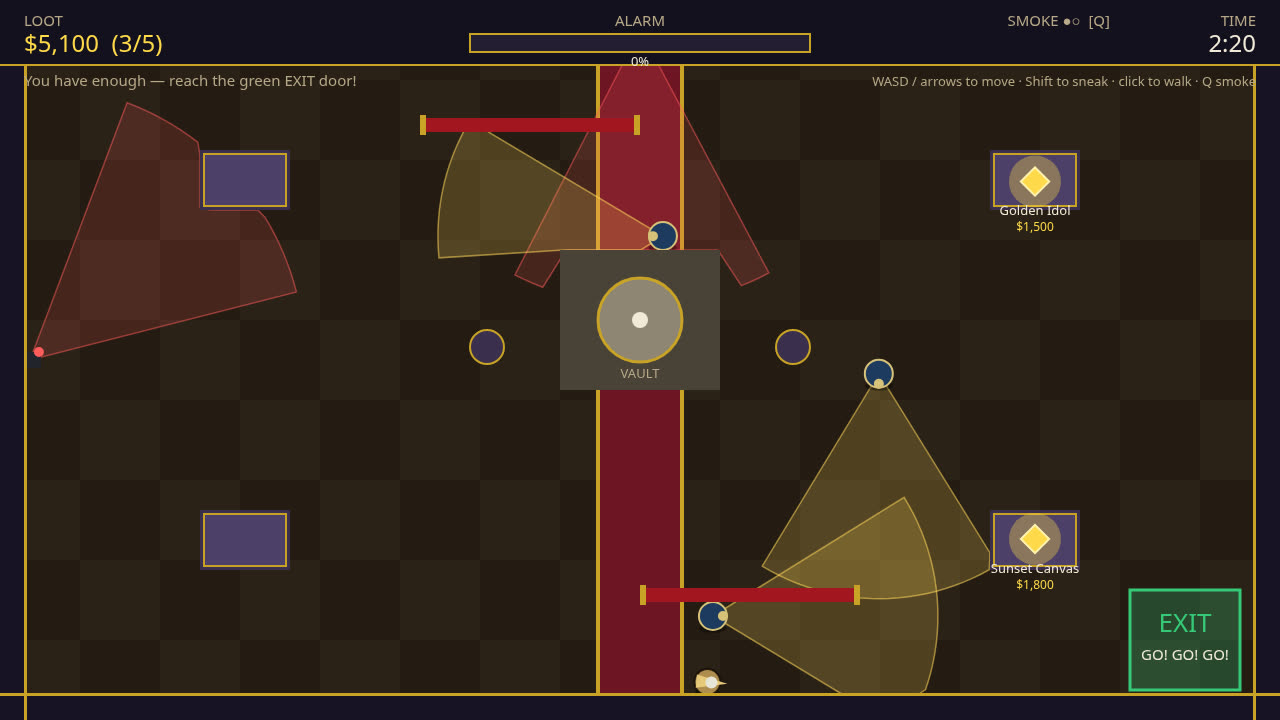 LOOT
$5,100 (3/5)
ALARM
0%
SMOKE ●○ [Q]
TIME
2:20
You have enough — reach the green EXIT door!
WASD / arrows to move · Shift to sneak · click to walk · Q smoke
Golden Idol
$1,500
VAULT
Sunset Canvas
$1,800
EXIT
GO! GO! GO!